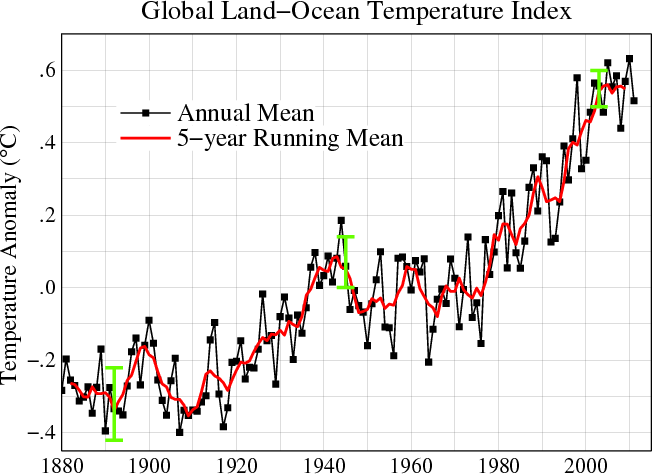 Global Land−Ocean Temperature Index
Temperature Anomaly (°C)
.6
.4
.2
.0
−.2
−.4
Annual Mean
5−year Running Mean
1880 1900 1920 1940 1960 1980 2000